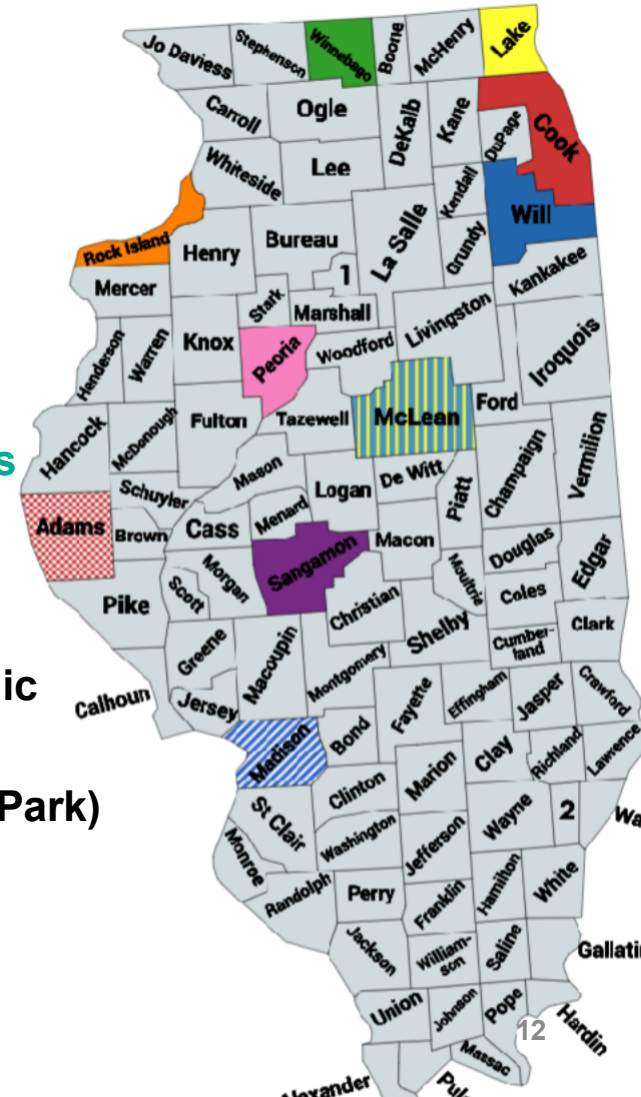 Jo Daviess
Stephenson
Winnebago
Boone
McHenry
Lake
Carroll
Ogle
DeKalb
Kane
DuPage
Cook
Whiteside
Lee
Kendall
Will
Rock Island
Henry
Bureau
La Salle
Grundy
Kankakee
1
Mercer
Stark
Marshall
Livingston
Henderson
Warren
Knox
Peoria
Woodford
Iroquois
Hancock
McDonough
Fulton
Tazewell
McLean
Ford
s
Schuyler
Mason
Logan
De Witt
Piatt
Champaign
Vermilion
Adams
Brown
Cass
Menard
Sangamon
Macon
Douglas
Edgar
Pike
Scott
Morgan
Christian
Moultrie
Coles
Shelby
Cumber-
land
Clark
ic
Calhoun
Greene
Jersey
Macoupin
Montgomery
Fayette
Effingham
Jasper
Crawford
Madison
Bond
Clay
Richland
Lawrence
Park)
St Clair
Clinton
Marion
Wayne
2
Wa
Monroe
Washington
Jefferson
Randolph
Perry
Franklin
Hamilton
White
Jackson
William-
son
Saline
Gallati
Union
Johnson
Pope
12
Hardin
Massac
lexander
Pul